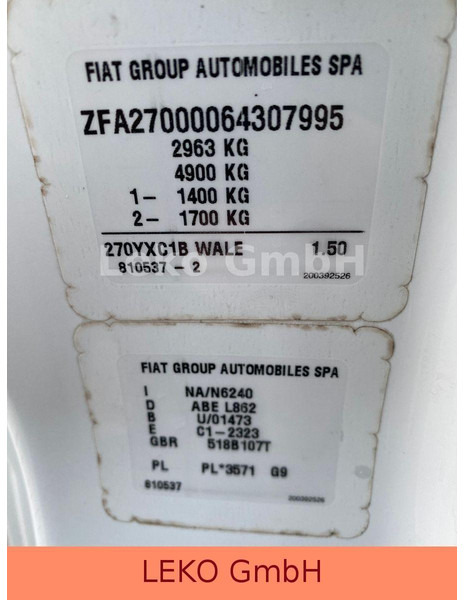 FIAT GROUP AUTOMOBILES SPA
ZFA27000064307995
2963 KG
4900 KG
1- 1400 KG
2- 1700 KG
270YXC1B WALE 1.50
LEKO GmbH
810537-2 200392526
FIAT GROUP AUTOMOBILES SPA
I NA/N6240
D ABE L862
B U/01473
E C1-2323
GBR 518B107T
PL PL*3571 G9
810537 200392526
LEKO GmbH